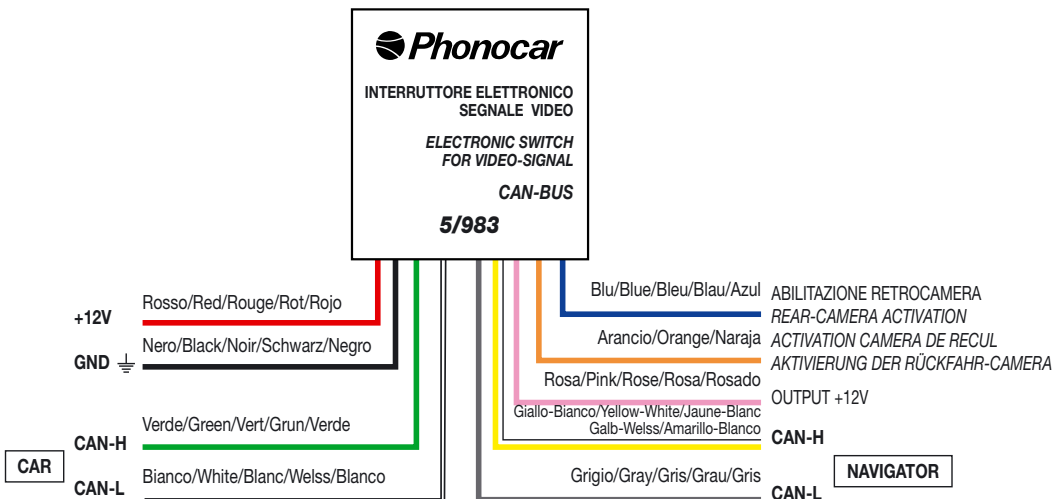 Phonocar
INTERRUTTORE ELETTRONICO
SEGNALE VIDEO
ELECTRONIC SWITCH
FOR VIDEO-SIGNAL
CAN-BUS
5/983
Rosso/Red/Rouge/Rot/Rojo
+12V
Nero/Black/Noir/Schwarz/Negro
GND
Verde/Green/Vert/Grun/Verde
CAN-H
CAR
Bianco/White/Blanc/Welss/Blanco
CAN-L
Blu/Blue/Bleu/Blau/Azul
ABILITAZIONE RETROCAMERA
REAR-CAMERA ACTIVATION
Arancio/Orange/Naraja
ACTIVATION CAMERA DE RECUL
AKTIVIERUNG DER RÜCKFAHR-CAMERA
Rosa/Pink/Rose/Rosa/Rosado
OUTPUT +12V
Giallo-Bianco/Yellow-White/Jaune-Blanc
Galb-Welss/Amarillo-Blanco
CAN-H
Grigio/Gray/Gris/Grau/Gris
NAVIGATOR
CAN-L